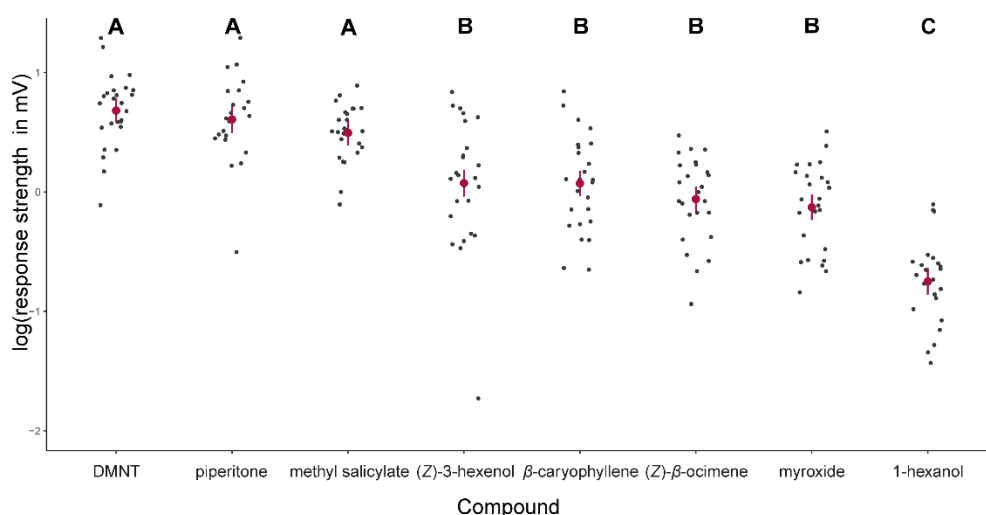 A A A B B B B C
log(response strength in mV)
1
0
−1
−2
DMNT piperitone methyl salicylate (Z)-3-hexenol β-caryophyllene (Z)-β-ocimene myroxide 1-hexanol
Compound